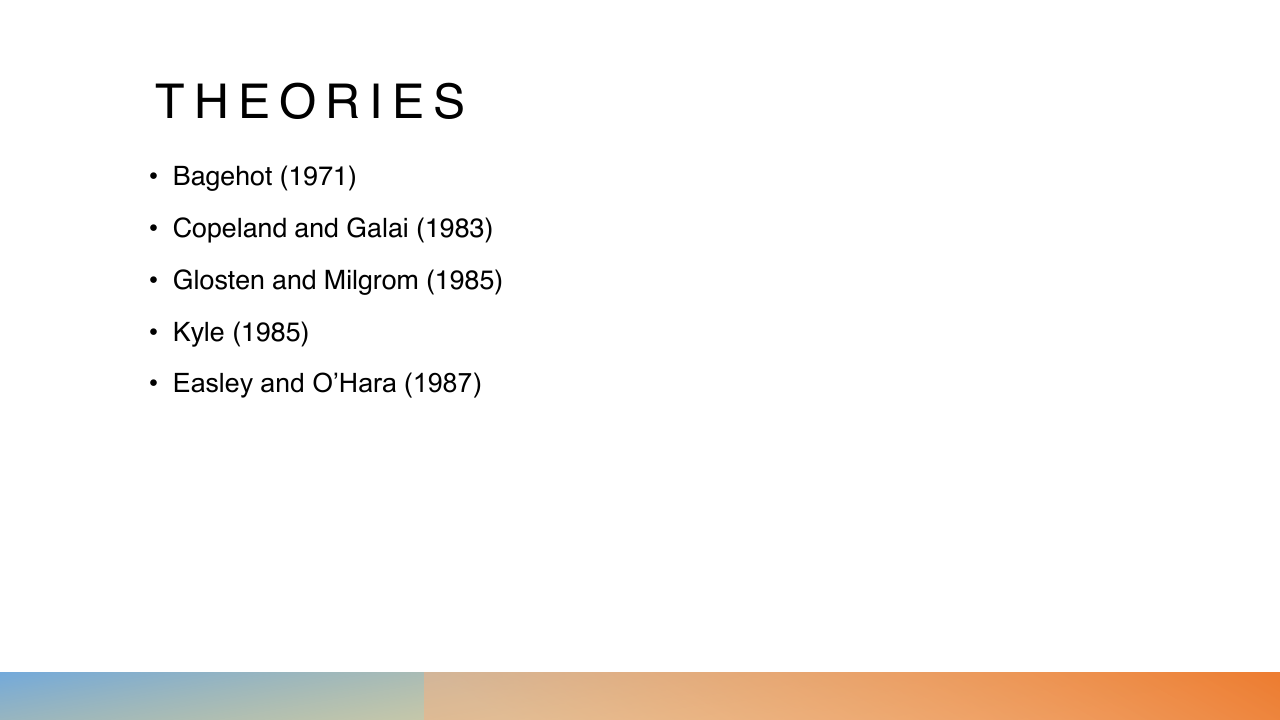 THEORIES
• Bagehot (1971)
• Copeland and Galai (1983)
• Glosten and Milgrom (1985)
• Kyle (1985)
• Easley and O’Hara (1987)